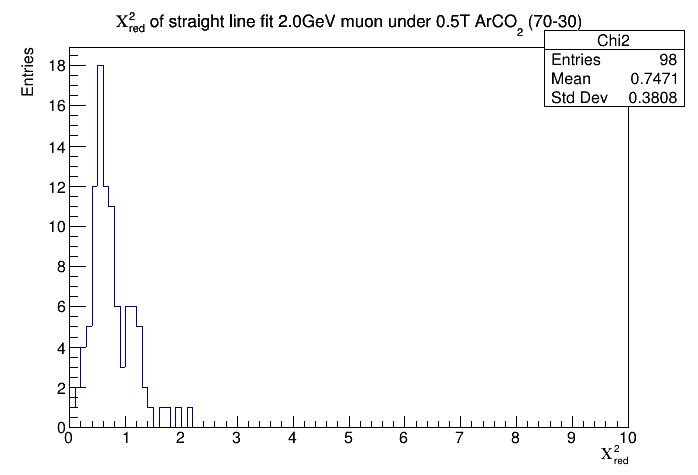 Χ²red of straight line fit 2.0GeV muon under 0.5T ArCO₂ (70-30)
Chi2
Entries 98
Mean 0.7471
Std Dev 0.3808
Entries
18
16
14
12
10
8
6
4
2
0
0 1 2 3 4 5 6 7 8 9 10
Χ²red